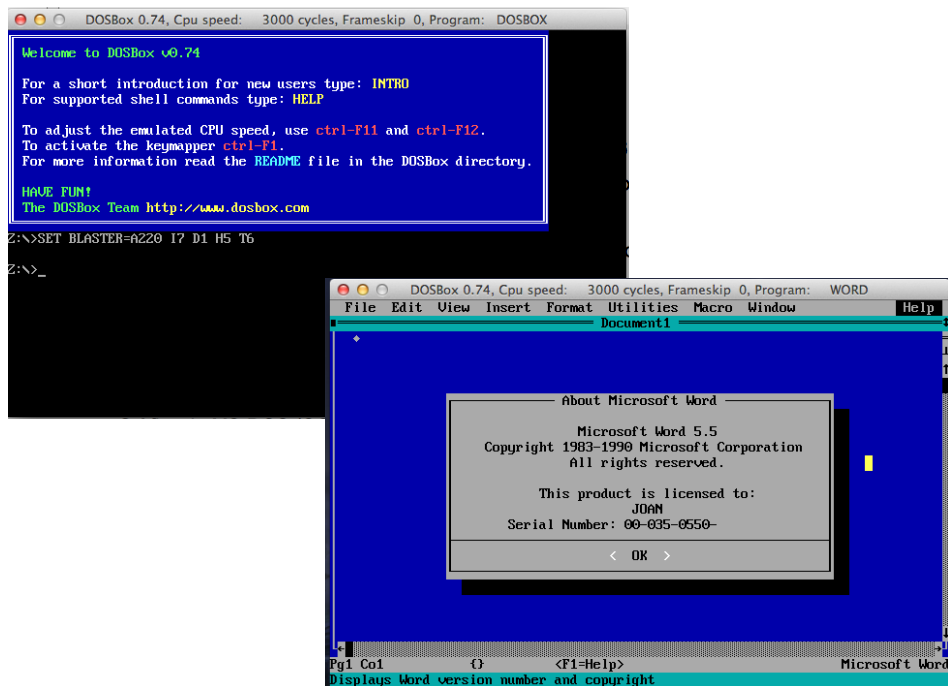 DOSBox 0.74, Cpu speed: 3000 cycles, Frameskip 0, Program: DOSBOX
Welcome to DOSBox v0.74
For a short introduction for new users type: INTRO
For supported shell commands type: HELP
To adjust the emulated CPU speed, use ctrl-F11 and ctrl-F12.
To activate the keymapper ctrl-F1.
For more information read the README file in the DOSBox directory.
HAVE FUN!
The DOSBox Team http://www.dosbox.com
Z:\>SET BLASTER=A220 I7 D1 H5 T6
Z:\>_
DOSBox 0.74, Cpu speed: 3000 cycles, Frameskip 0, Program: WORD
File Edit View Insert Format Utilities Macro Window Help
Document1
About Microsoft Word
Microsoft Word 5.5
Copyright 1983-1990 Microsoft Corporation
All rights reserved.
This product is licensed to:
JOAN
Serial Number: 00-035-0550-
< OK >
Pg1 Co1 {} <F1=Help> Microsoft Word
Displays Word version number and copyright